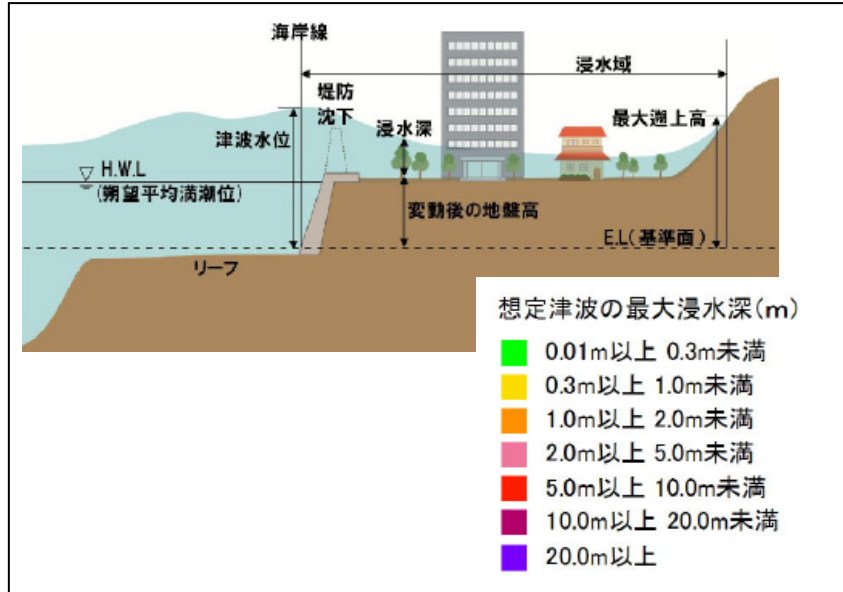 海岸線
浸水域
堤防
沈下
最大遡上高
津波水位
浸水深
H.W.L
(朔望平均満潮位)
変動後の地盤高
E.L(基準面)
リーフ
想定津波の最大浸水深(m)
0.01m以上 0.3m未満
0.3m以上 1.0m未満
1.0m以上 2.0m未満
2.0m以上 5.0m未満
5.0m以上 10.0m未満
10.0m以上 20.0m未満
20.0m以上